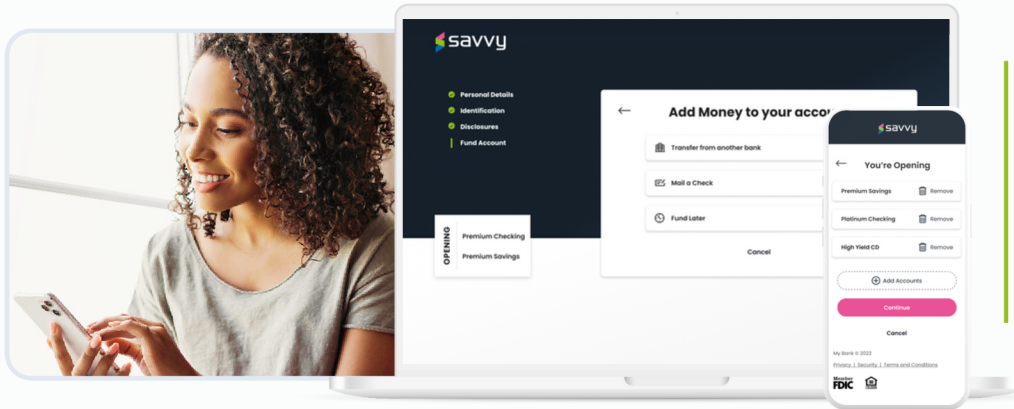 savvy
Personal Details
Identification
Disclosures
Fund Account
OPENING
Premium Checking
Premium Savings
Add Money to your accou
Transfer from another bank
Mail a Check
Fund Later
Cancel
savvy
You're Opening
Premium Savings
Remove
Platinum Checking
Remove
High Yield CD
Remove
Add Accounts
Continue
Cancel
My Bank © 2022
Privacy | Security | Terms and Conditions
Member
FDIC